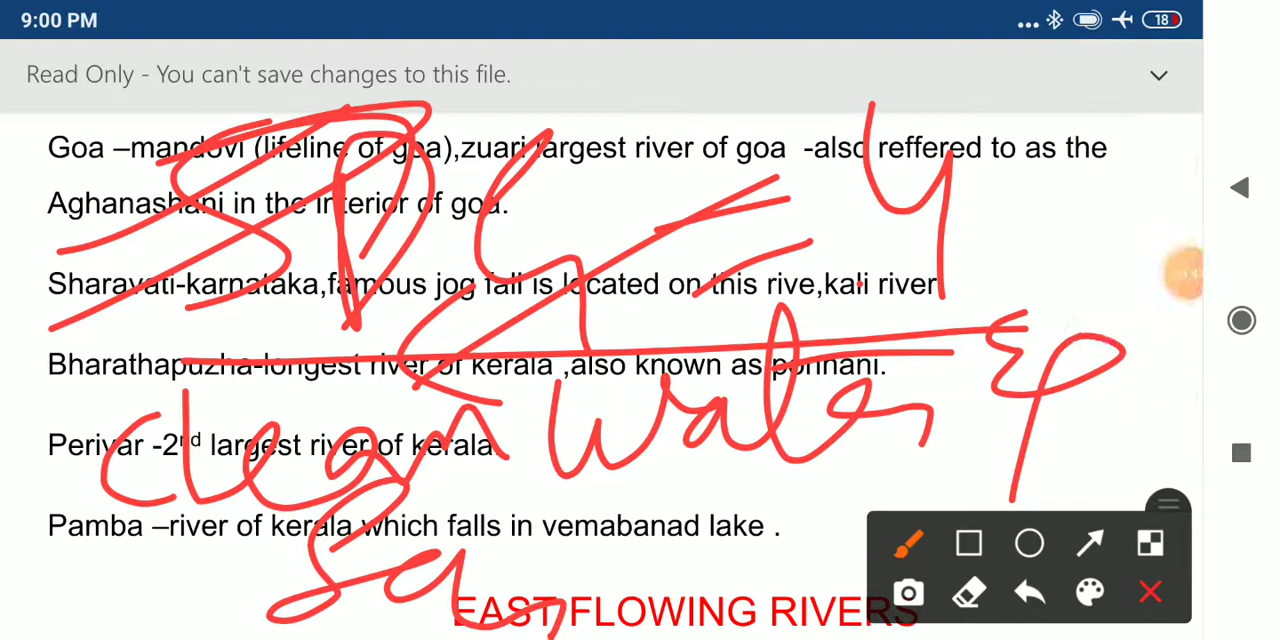 9:00 PM
18
Read Only - You can't save changes to this file.
Goa –mandovi (lifeline of goa),zuari largest river of goa -also reffered to as the
Aghanashani in the interior of goa.
Sharavati-karnataka,famous jog fall is located on this rive,kali river
Bharathapuzha-longest river of kerala ,also known as ponnani.
Periyar -2nd largest river of kerala.
clean water
Pamba –river of kerala which falls in vemabanad lake .
EAST FLOWING RIVERS